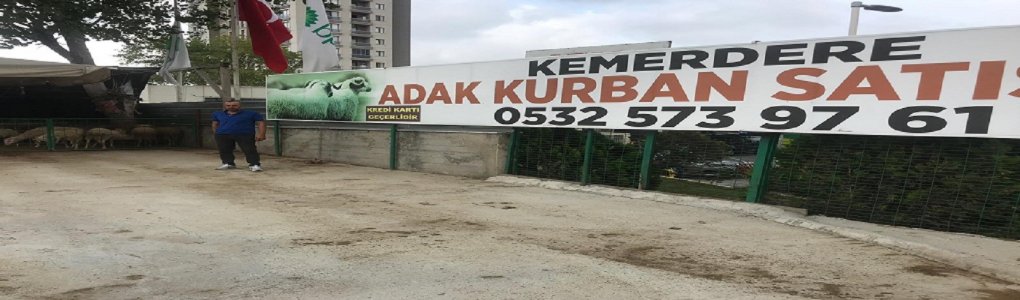 KEMERDERE
ADAK KURBAN SATIŞ
0532 573 97 61
KREDİ KARTI
GEÇERLİDİR